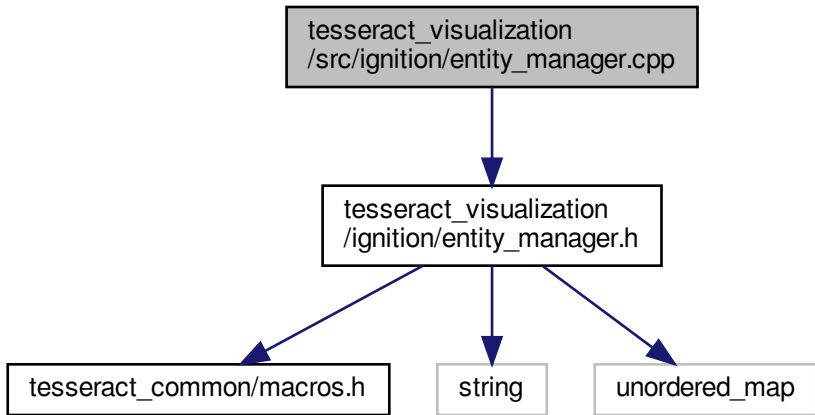 tesseract_visualization
/src/ignition/entity_manager.cpp
tesseract_visualization
/ignition/entity_manager.h
tesseract_common/macros.h
string
unordered_map